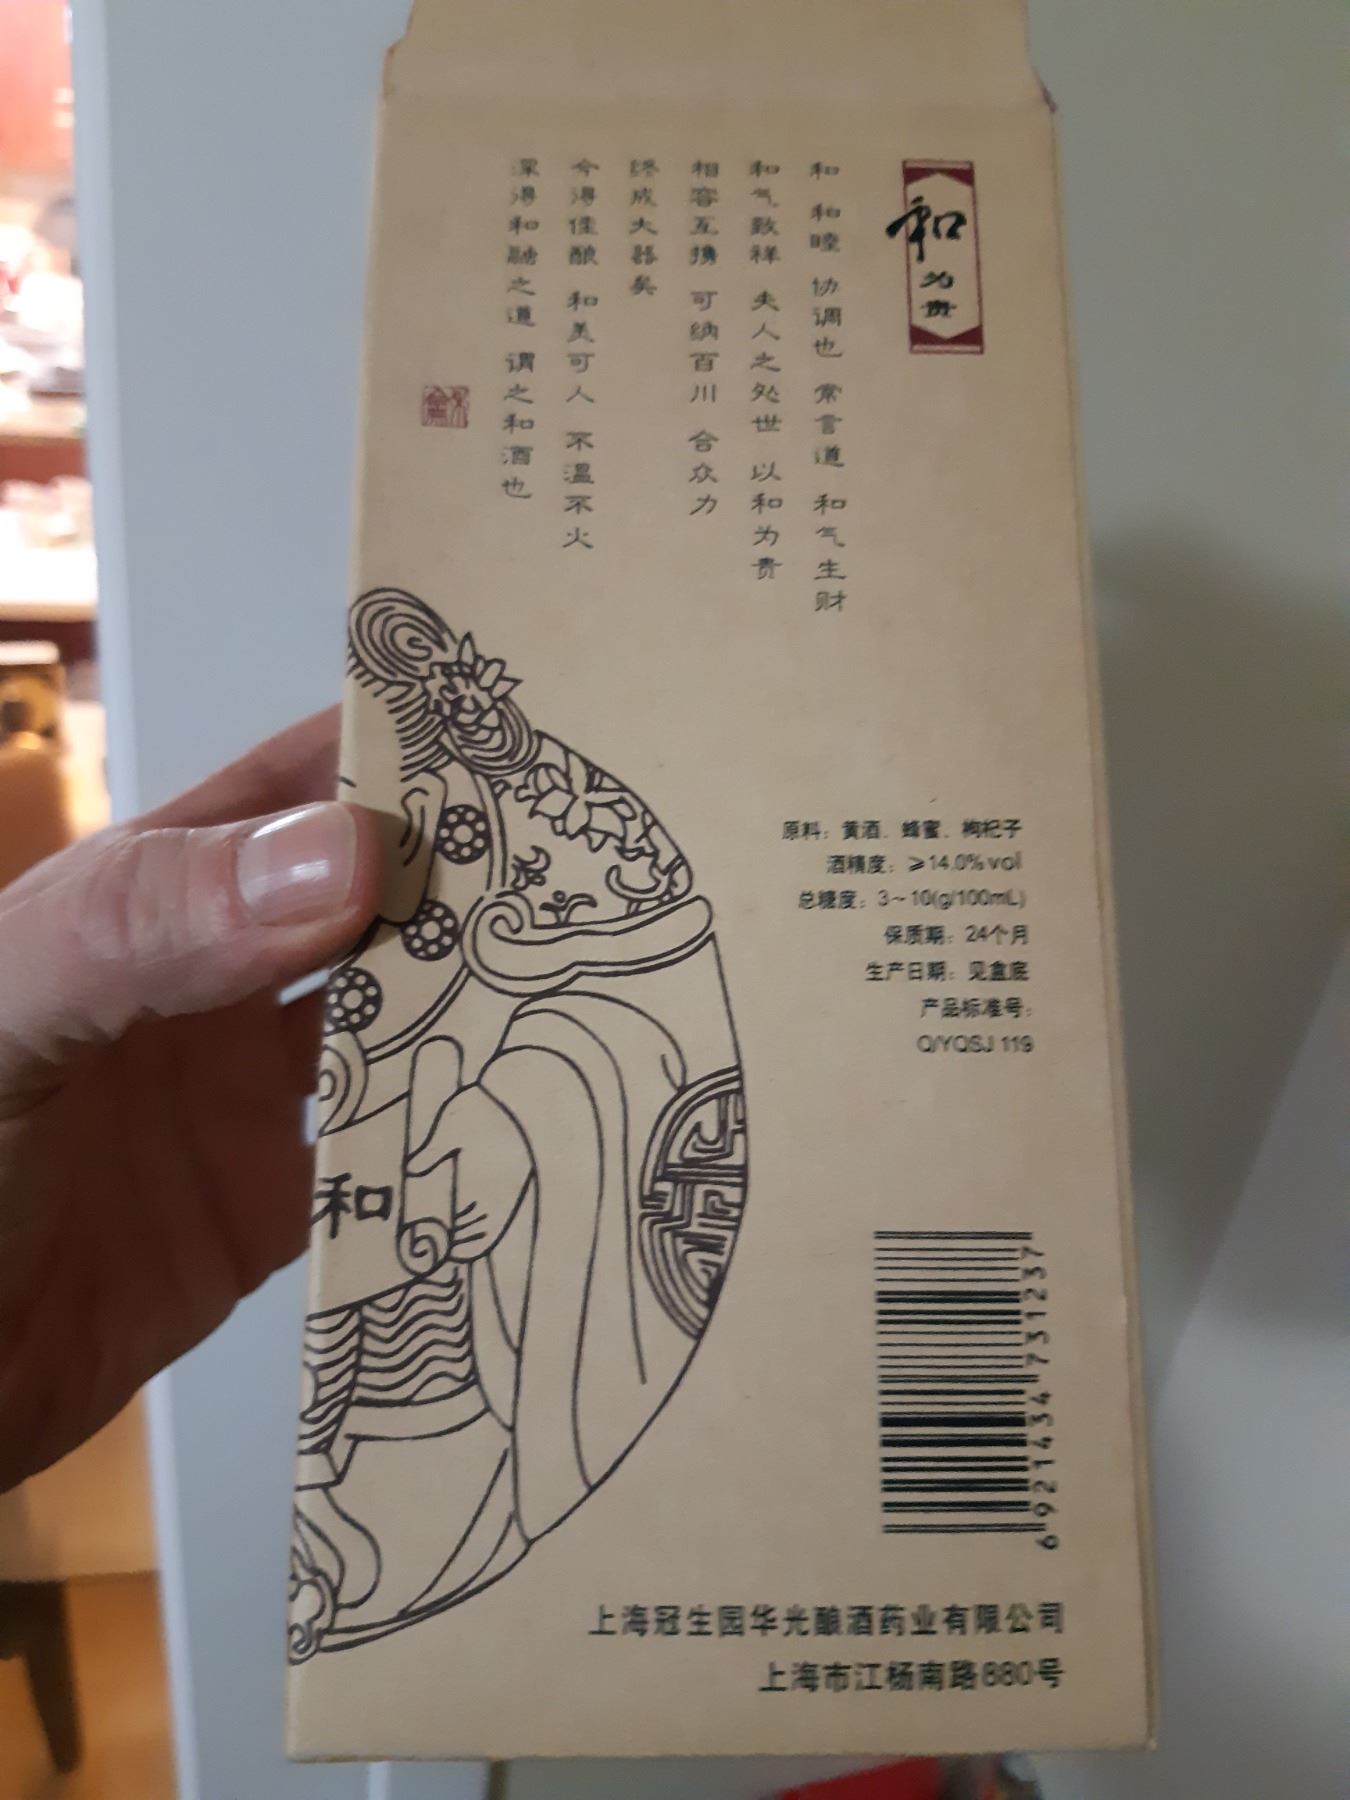 和为贵
和 和睦 协调也 常言道 和气生财
和气致祥 夫人之处世 以和为贵
相容互携 可纳百川 合众力
终成大器矣
今得佳酿 和美可人 不温不火
深得和融之道 谓之和酒也
原料：黄酒、蜂蜜、枸杞子
酒精度：≥14.0%vol
总糖度：3～10(g/100mL)
保质期：24个月
生产日期：见盒底
产品标准号：
Q/YQSJ 119
和
6921434731237
上海冠生园华光酿酒药业有限公司
上海市江杨南路880号